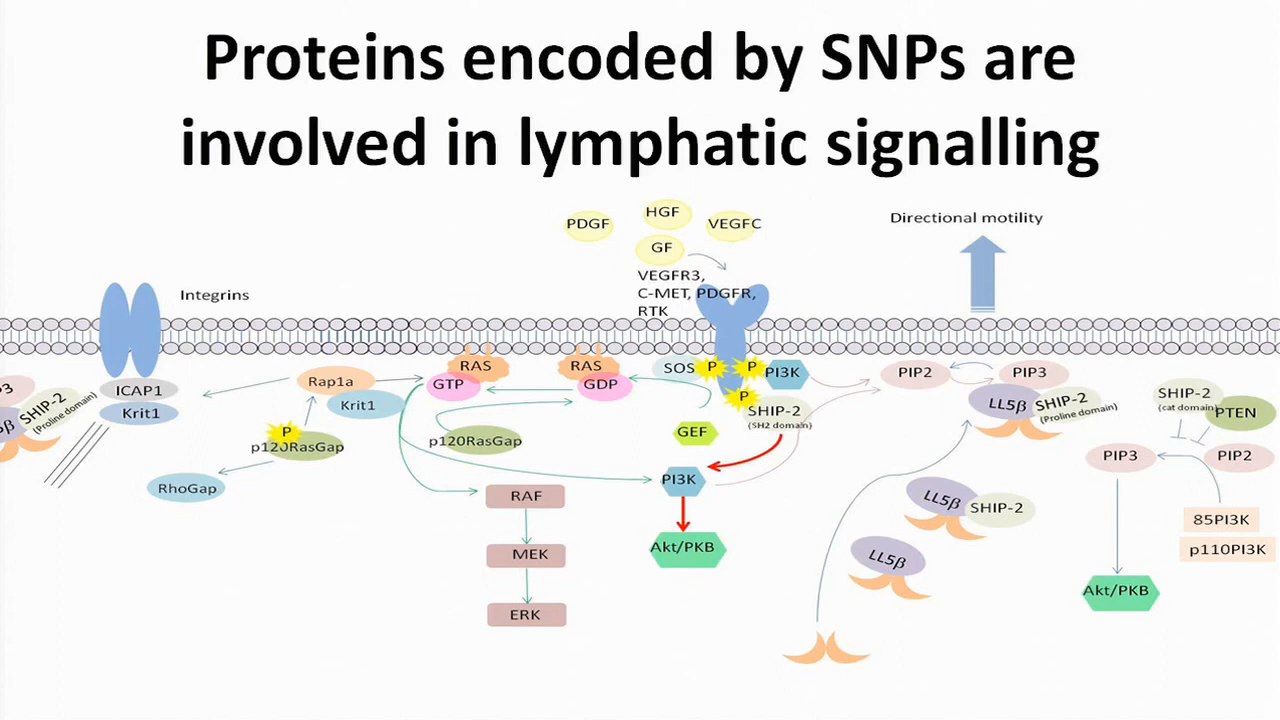 Proteins encoded by SNPs are
involved in lymphatic signalling
PDGF
HGF
VEGFC
GF
VEGFR3,
C-MET, PDGFR,
RTK
Directional motility
Integrins
ICAP1
Krit1
SHIP-2
(Proline domain)
Rap1a
Krit1
P
p120RasGap
RhoGap
RAS
GTP
RAS
GDP
p120RasGap
RAF
MEK
ERK
SOS
P
P
P
PI3K
SHIP-2
(SH2 domain)
GEF
PI3K
Akt/PKB
PIP2
PIP3
LL5β
SHIP-2
(Proline domain)
LL5β
SHIP-2
LL5β
SHIP-2
(cat domain)
PTEN
PIP3
PIP2
85PI3K
p110PI3K
Akt/PKB